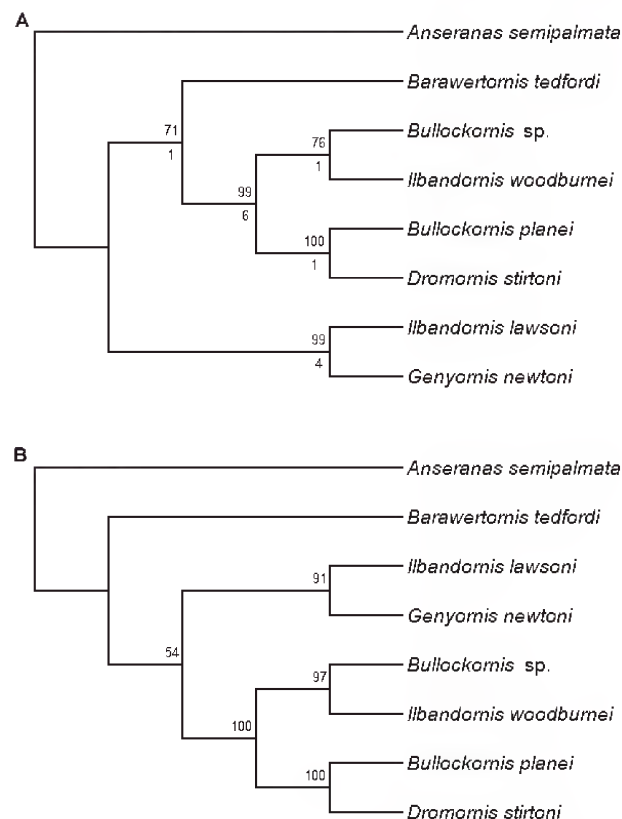 A
Anseranas semipalmata
Barawertornis tedfordi
71
1
Bullockornis sp.
76
1
Ilbandornis woodburnei
99
6
Bullockornis planei
100
1
Dromornis stirtoni
Ilbandornis lawsoni
99
4
Genyornis newtoni
B
Anseranas semipalmata
Barawertornis tedfordi
Ilbandornis lawsoni
91
Genyornis newtoni
54
Bullockornis sp.
97
Ilbandornis woodburnei
100
Bullockornis planei
100
Dromornis stirtoni